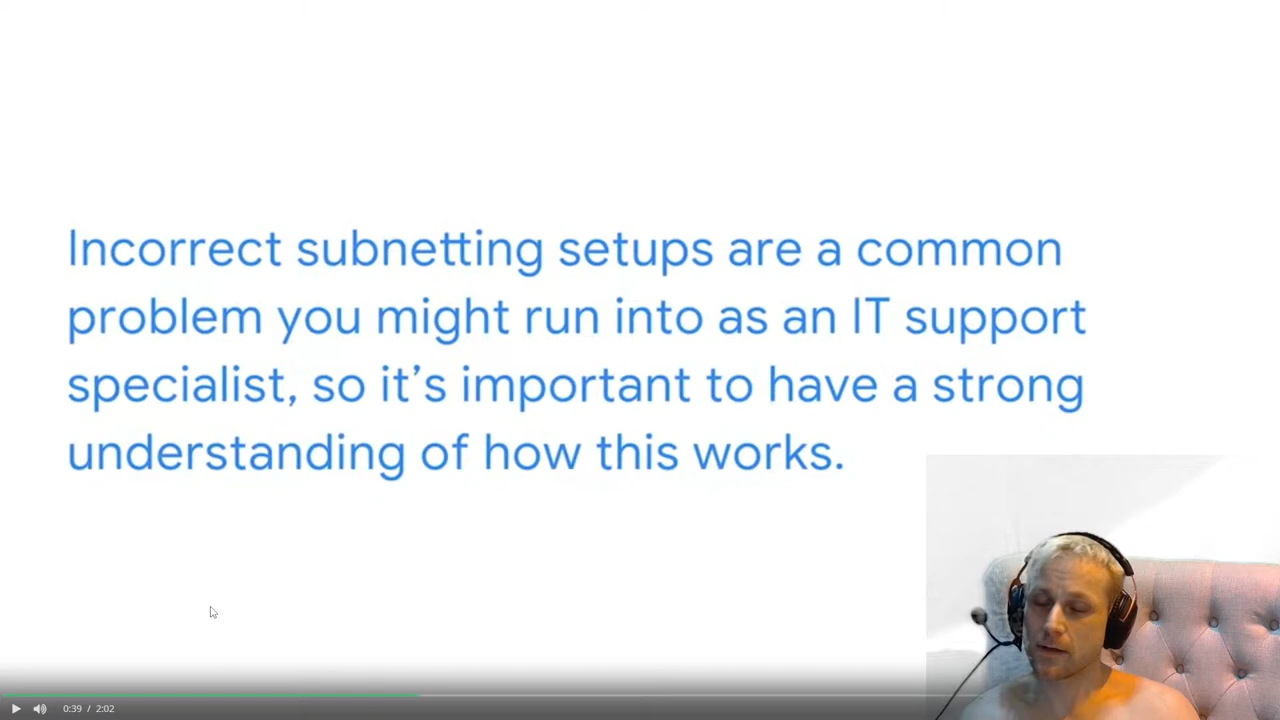 Incorrect subnetting setups are a common
problem you might run into as an IT support
specialist, so it’s important to have a strong
understanding of how this works.
0:39 / 2:02